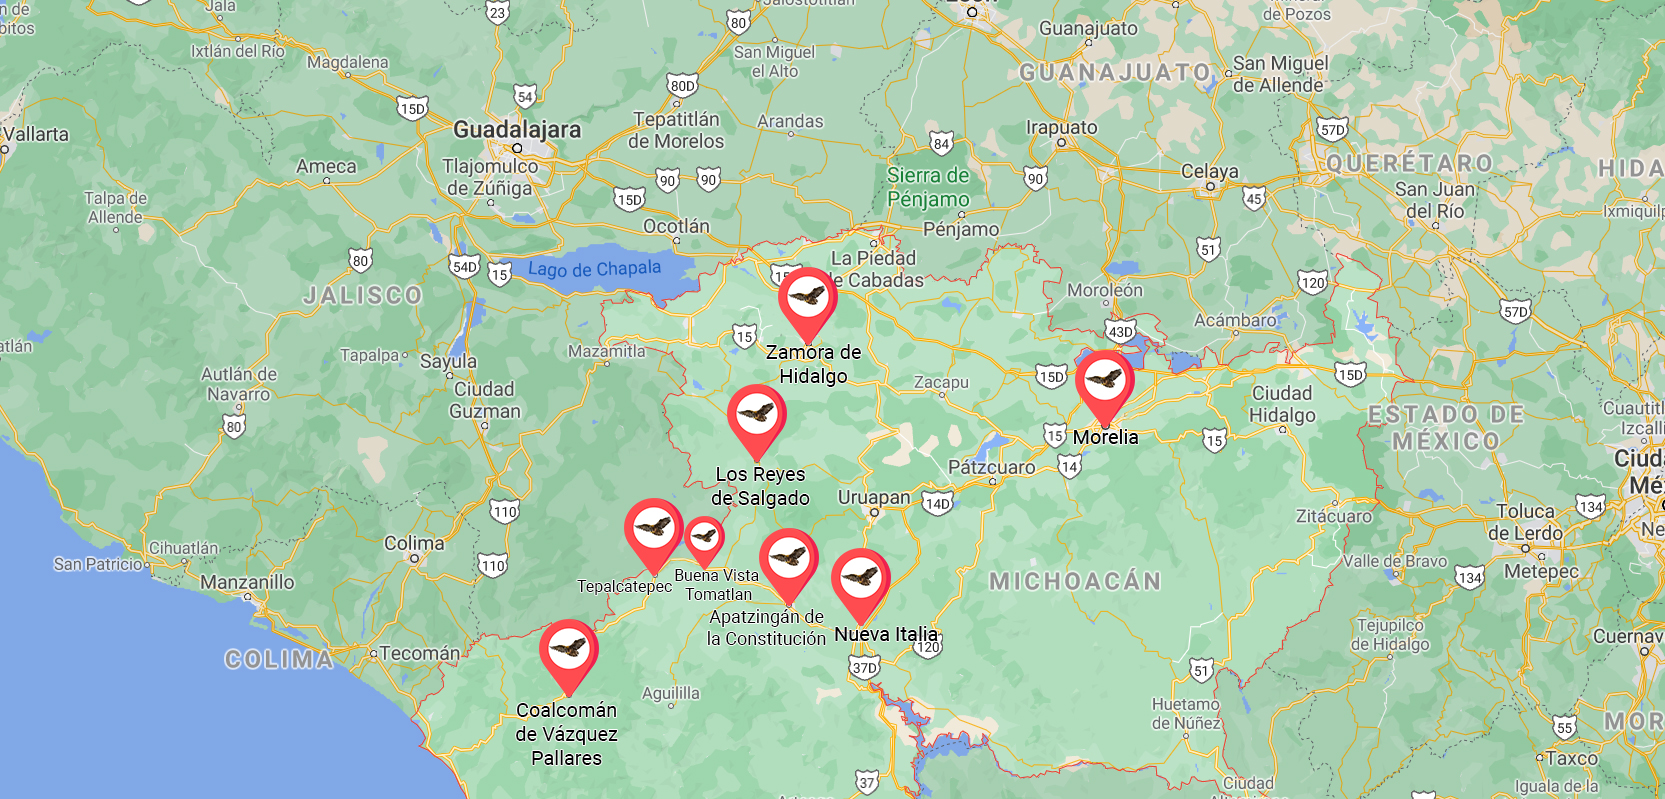 Jala
23
Ixtlán del Río
Magdalena
80
Jalostotitlán
San Miguel
el Alto
León
Guanajuato
de Pozos
GUANAJUATO
San Miguel
de Allende
80D
54
15D
Vallarta
Guadalajara
Tepatitlán
de Morelos
Arandas
84
Irapuato
57D
QUERÉTARO
HIDA
Ameca
Tlajomulco
de Zúñiga
90
90
15D
Sierra de
Pénjamo
90
Celaya
45
San Juan
del Río
Ixmiquilp
Talpa de
Allende
Ocotlán
Pénjamo
51
80
54D
15
Lago de Chapala
15
La Piedad
de Cabadas
120
JALISCO
Moroleón
57D
43D
Acámbaro
15
atlán
Tapalpa
Sayula
Mazamitla
Zamora de
Hidalgo
Autlán de
Navarro
Ciudad
Guzmán
Zacapu
15D
15D
Ciudad
Hidalgo
80
ESTADO DE
MÉXICO
Cuautitl
Izcalli
15
Morelia
15
14
Los Reyes
de Salgado
Pátzcuaro
Ciuda
Mé
Uruapan
14D
110
Zitácuaro
Toluca
de Lerdo
134
Colima
Cihuatlán
San Patricio
110
Manzanillo
Tepalcatepec
Buena Vista
Tomatlan
MICHOACÁN
Valle de Bravo
134
Metepec
Apatzingán de
la Constitución
Nueva Italia
120
Tejupilco
de Hidalgo
Cuernav
COLIMA
Tecomán
37D
51
Aguililla
Coalcomán
de Vázquez
Pallares
Huetamo
de Núñez
MOR
55
Taxco
37
Ciudad
Iguala de la